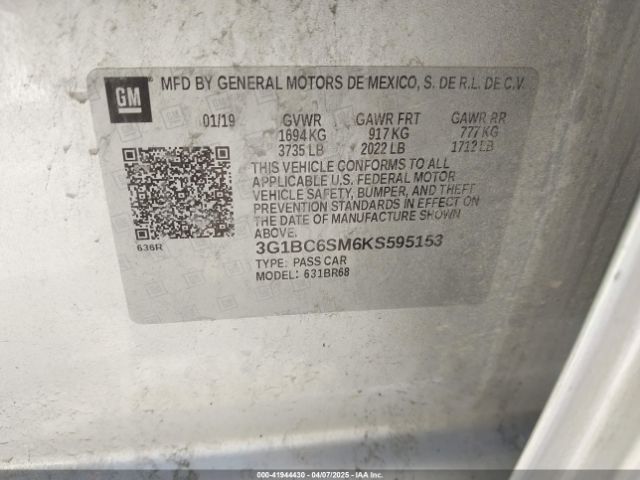 GM
MFD BY GENERAL MOTORS DE MEXICO, S. DE R.L. DE C.V.
01/19 GVWR GAWR FRT GAWR RR
1694 KG 917 KG 777 KG
3735 LB 2022 LB 1712 LB
THIS VEHICLE CONFORMS TO ALL
APPLICABLE U.S. FEDERAL MOTOR
VEHICLE SAFETY, BUMPER, AND THEFT
PREVENTION STANDARDS IN EFFECT ON
THE DATE OF MANUFACTURE SHOWN
ABOVE.
636R
3G1BC6SM6KS595153
TYPE: PASS CAR
MODEL: 631BR68
000-41944430 04/07/2025 IAAI.COM